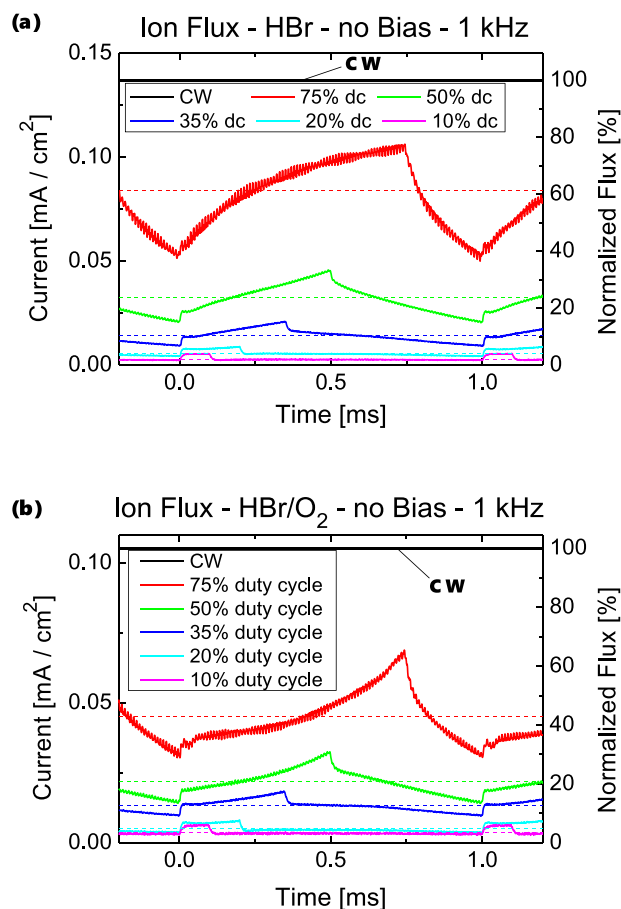 (a)
Ion Flux - HBr - no Bias - 1 kHz
0.15
0.10
0.05
0.00
Current [mA / cm²]
CW
CW 75% dc 50% dc
35% dc 20% dc 10% dc
100
80
60
40
20
0
Normalized Flux [%]
0.0 0.5 1.0
Time [ms]
(b)
Ion Flux - HBr/O₂ - no Bias - 1 kHz
0.10
0.05
0.00
Current [mA / cm²]
CW
75% duty cycle
50% duty cycle
35% duty cycle
20% duty cycle
10% duty cycle
CW
100
80
60
40
20
0
Normalized Flux [%]
0.0 0.5 1.0
Time [ms]